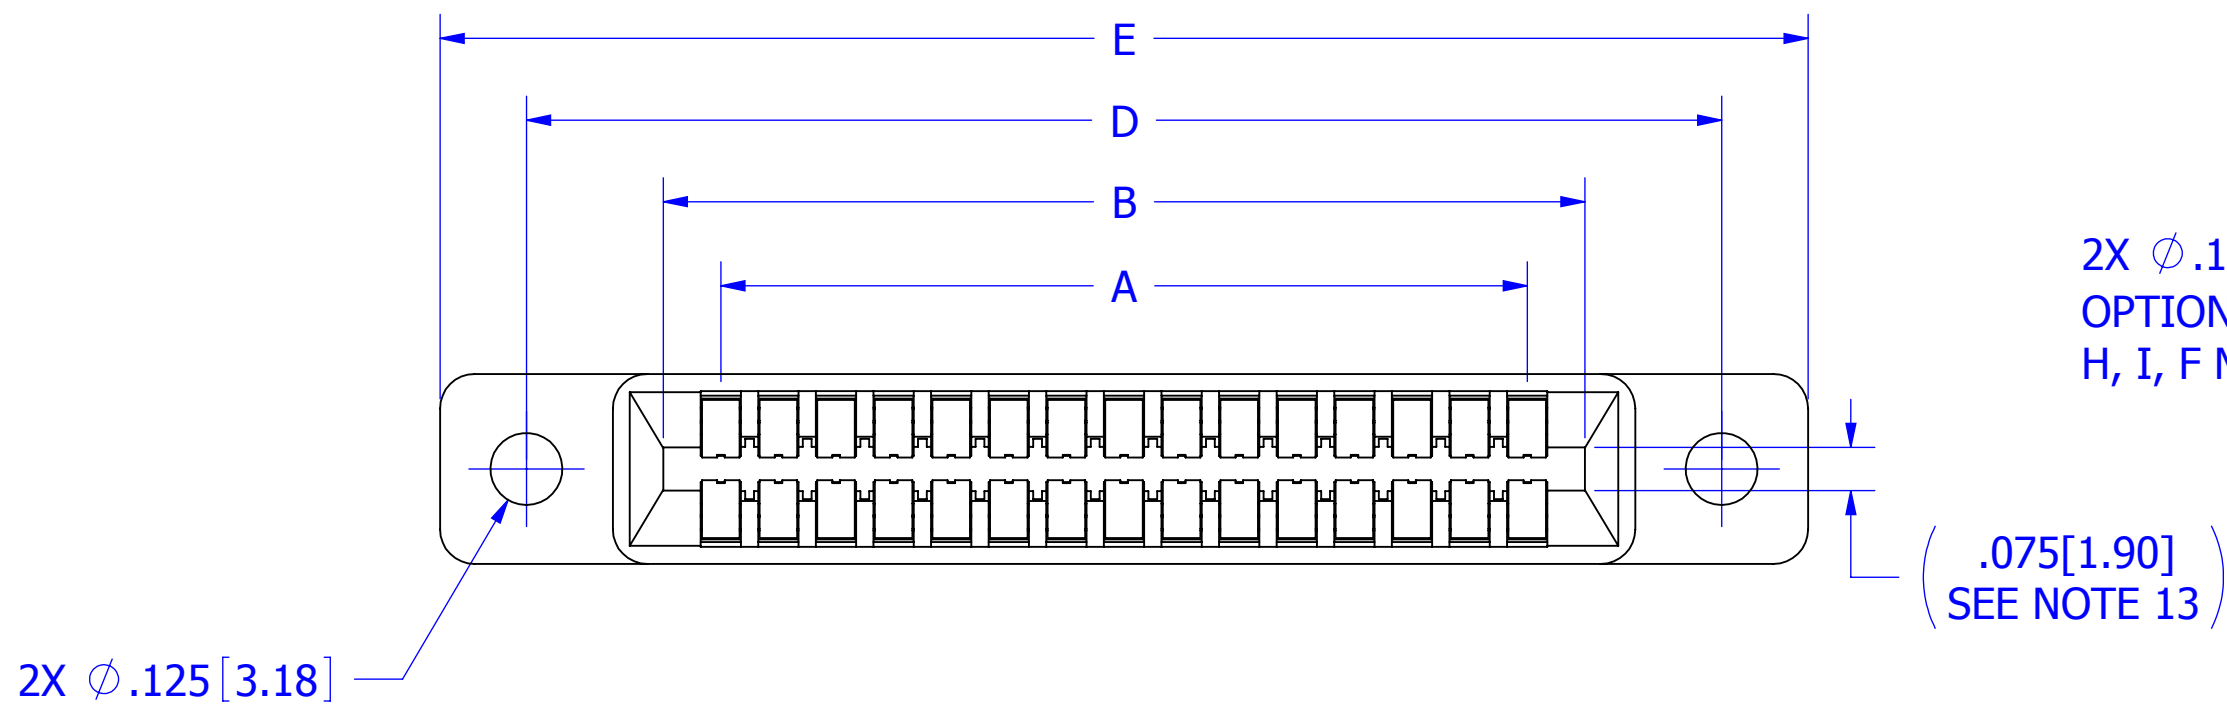 E
D
B
A
2X ⌀.1
OPTION
H, I, F
.075[1.90]
SEE NOTE 13
2X ⌀.125[3.18]